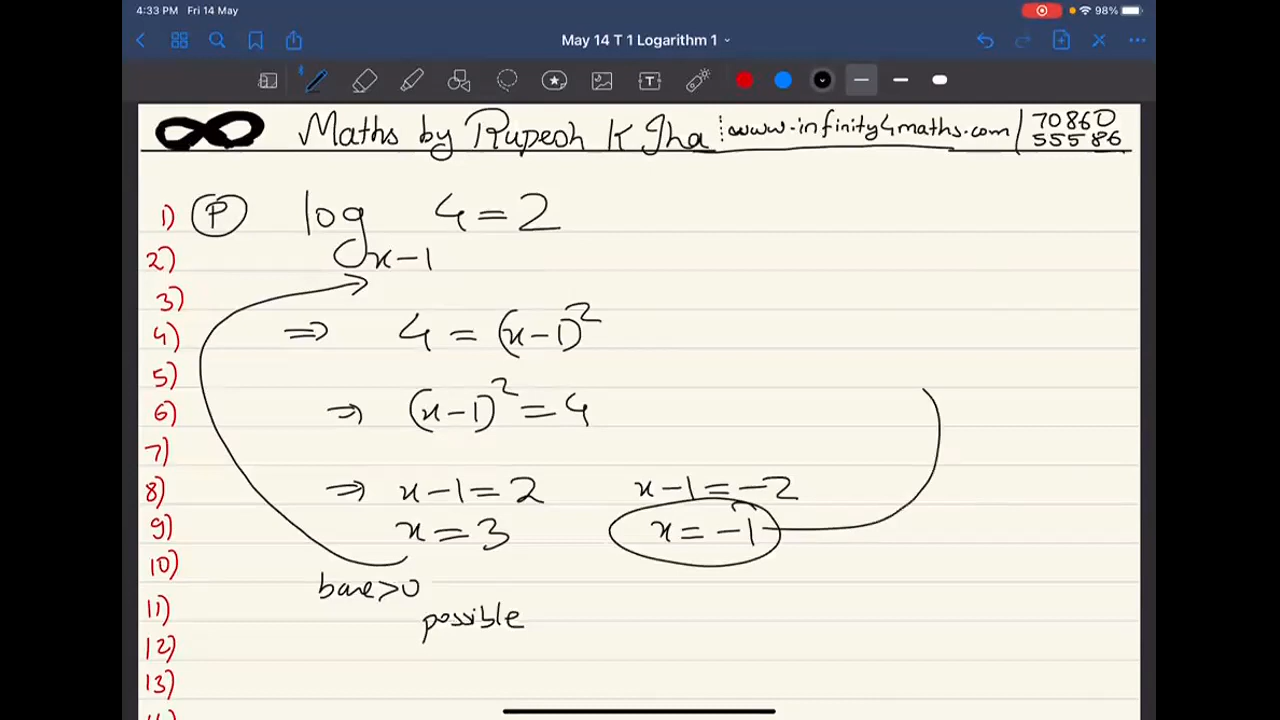 4:33 PM Fri 14 May
98%
May 14 T 1 Logarithm 1
Maths by Rupesh K Jha www.infinity4maths.com / 70860 55586
1) (P) log_{x-1} 4 = 2
2)
3)
4) ⇒ 4 = (x-1)²
5)
6) ⇒ (x-1)² = 4
7)
8) ⇒ x-1 = 2 x-1 = -2
9) x = 3 x = -1
10)
base>0
11) possible
12)
13)